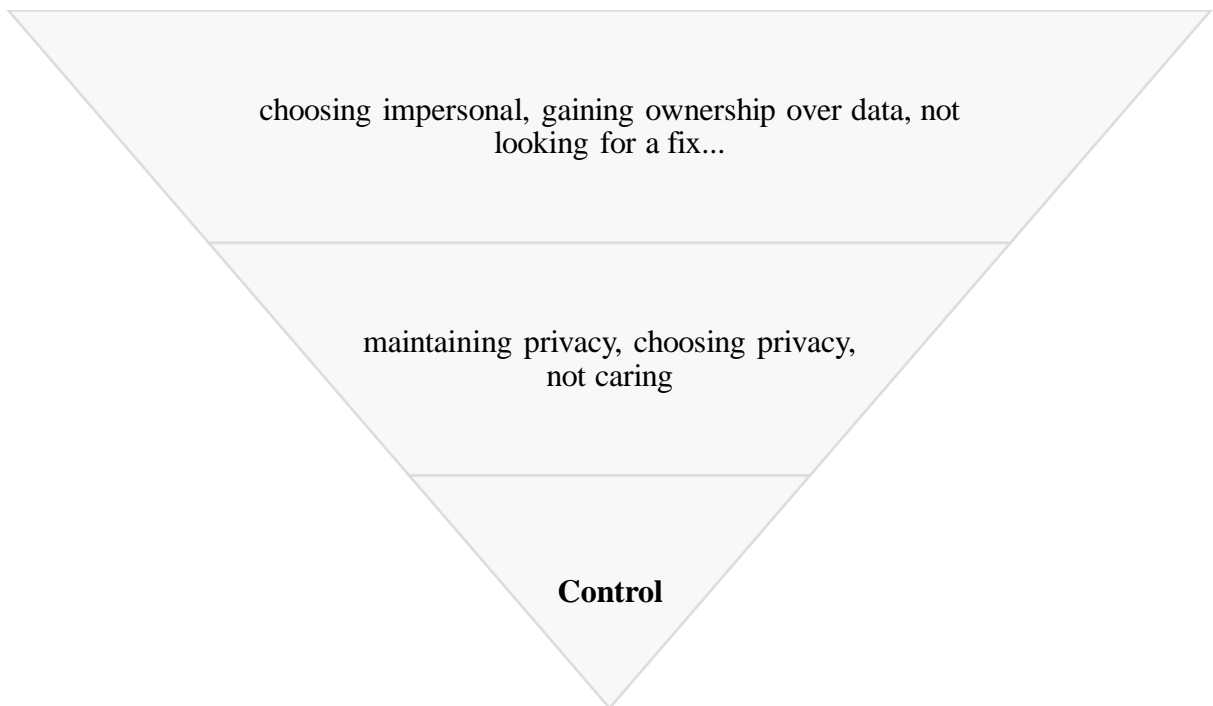 choosing impersonal, gaining ownership over data, not
looking for a fix...
maintaining privacy, choosing privacy,
not caring
Control